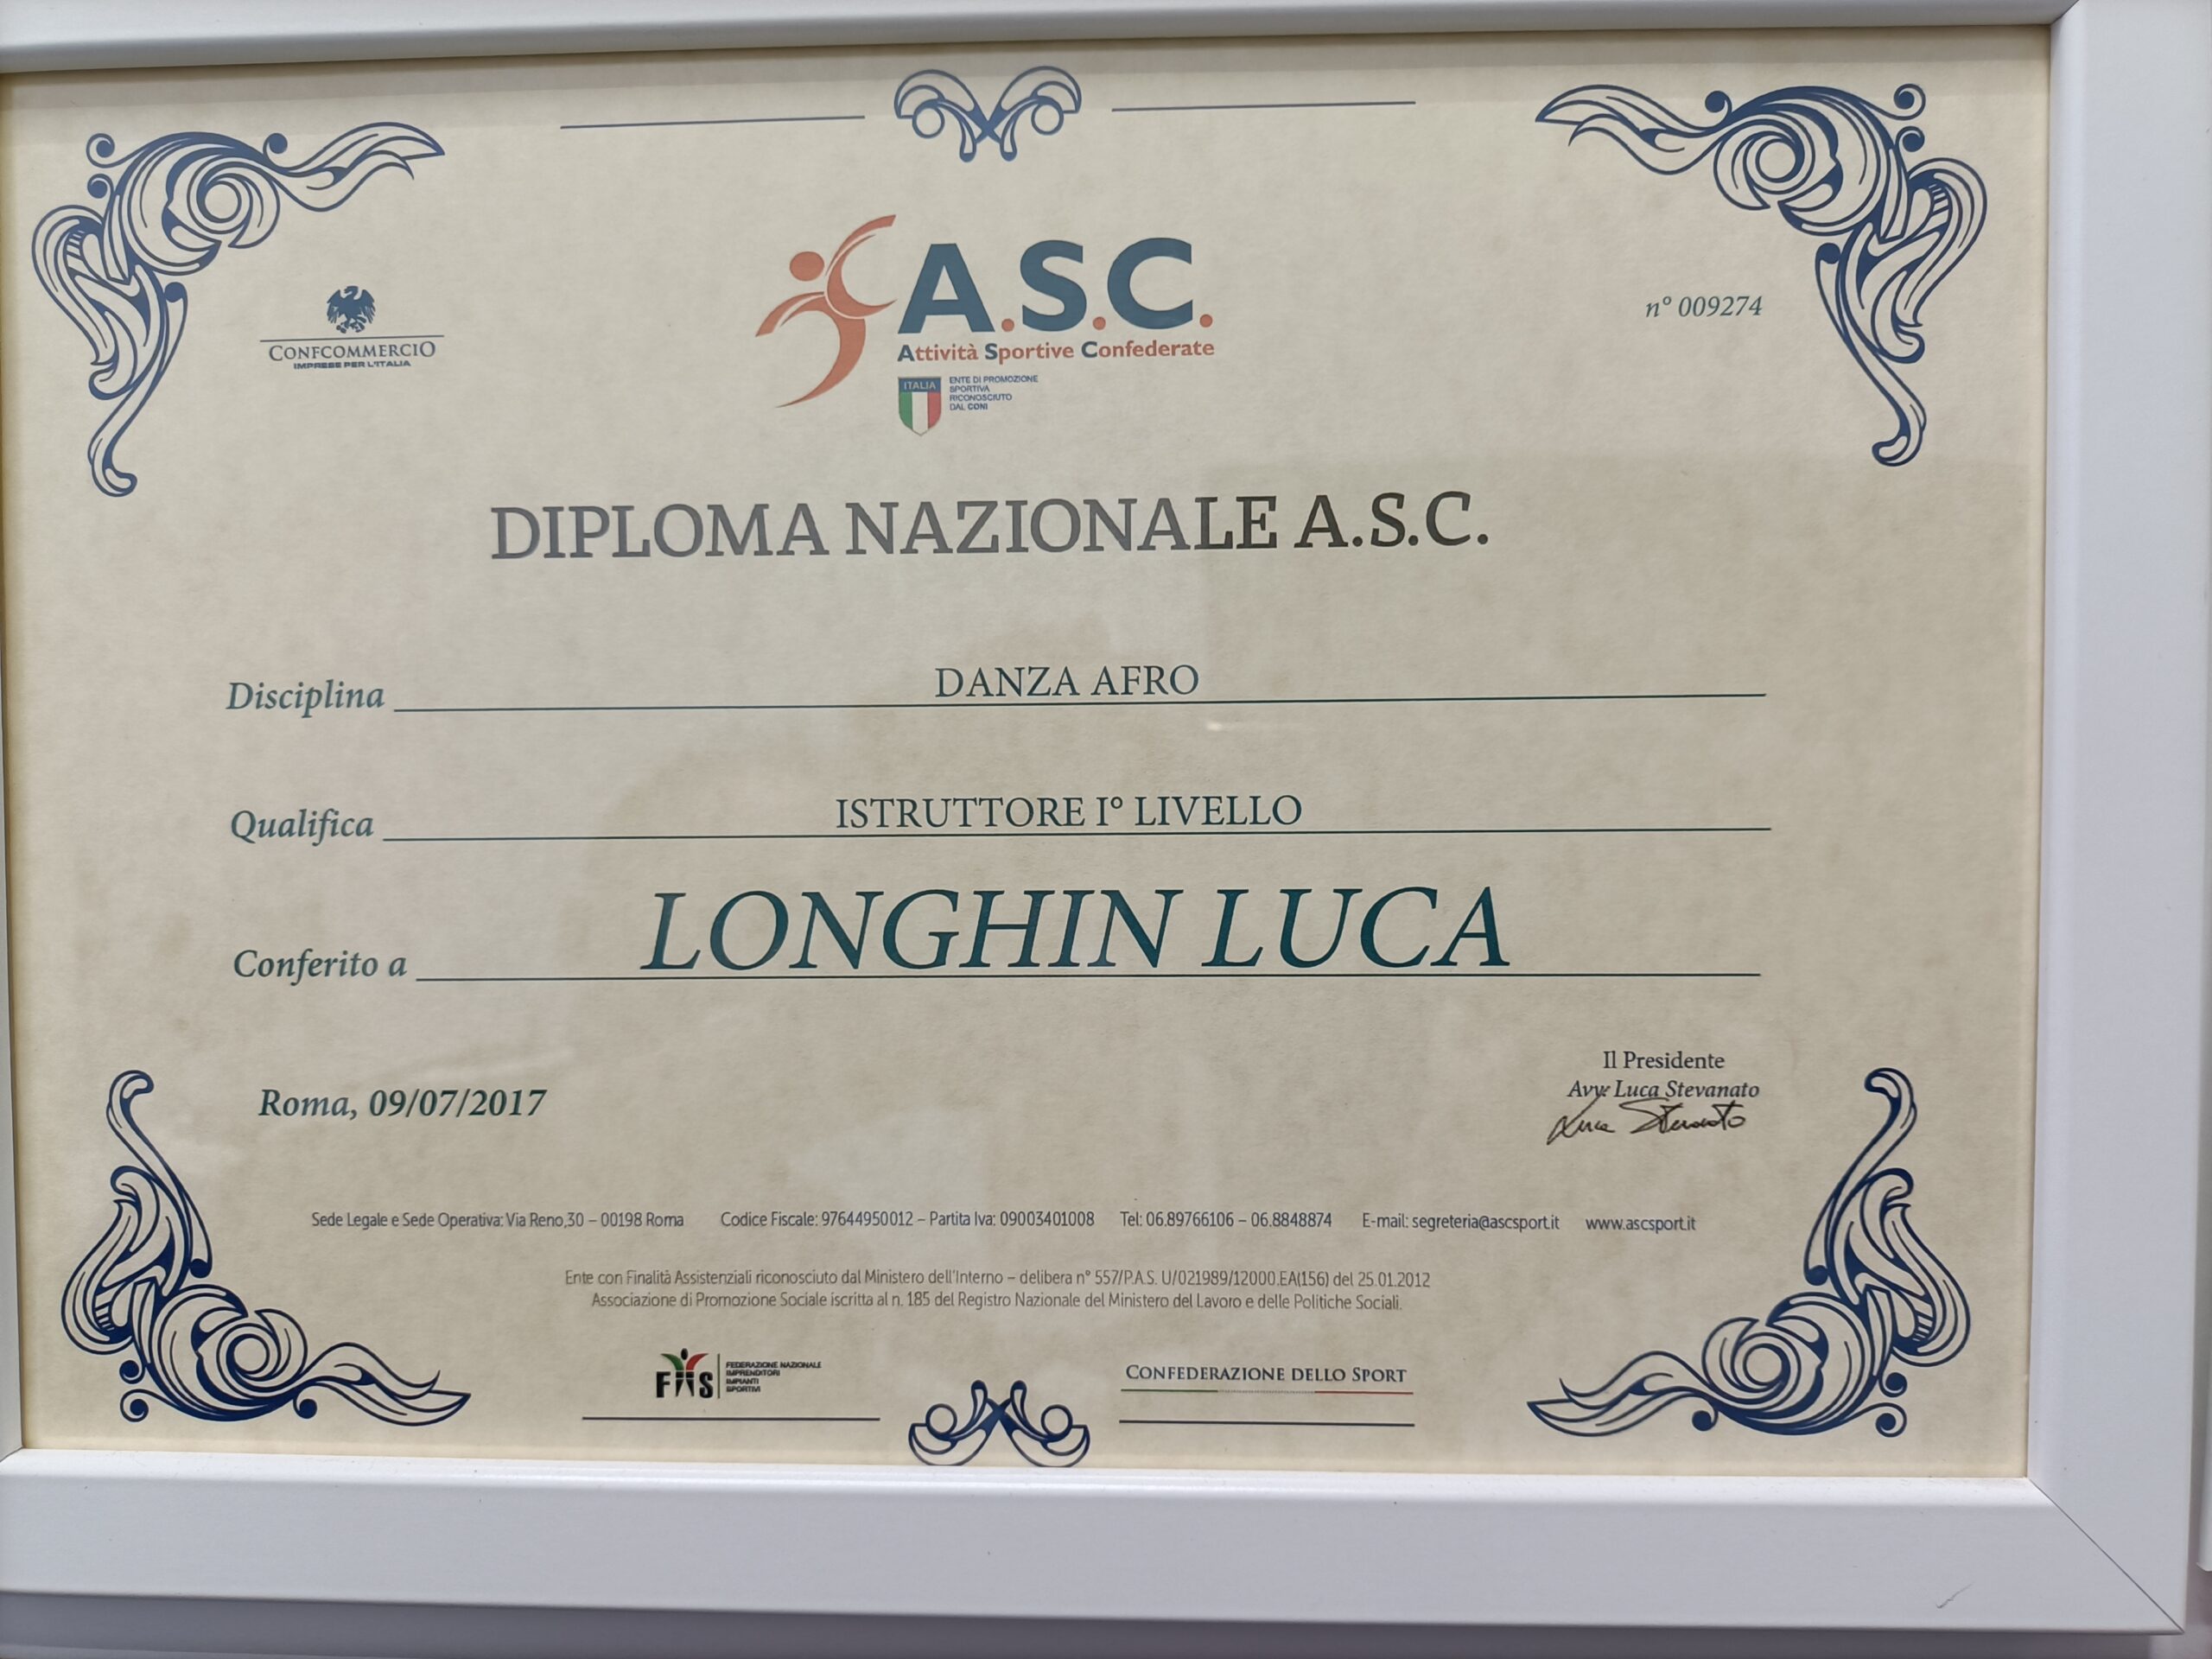 CONFCOMMERCIO
IMPRESE PER L'ITALIA
A.S.C.
Attività Sportive Confederate
ITALIA
ENTE DI PROMOZIONE
SPORTIVA
RICONOSCIUTO
DAL CONI
n° 009274
DIPLOMA NAZIONALE A.S.C.
Disciplina DANZA AFRO
Qualifica ISTRUTTORE I° LIVELLO
Conferito a LONGHIN LUCA
Roma, 09/07/2017
Il Presidente
Avv. Luca Stevanato
Luca Stevanato
Sede Legale e Sede Operativa: Via Reno,30 – 00198 Roma Codice Fiscale: 97644950012 – Partita Iva: 09003401008 Tel: 06.89766106 – 06.8848874 E-mail: segreteria@ascsport.it www.ascsport.it
Ente con Finalità Assistenziali riconosciuto dal Ministero dell'Interno – delibera n° 557/P.A.S. U/021989/12000.EA(156) del 25.01.2012
Associazione di Promozione Sociale iscritta al n. 185 del Registro Nazionale del Ministero del Lavoro e delle Politiche Sociali.
FIIS
FEDERAZIONE NAZIONALE
IMPRENDITORI
IMPIANTI
SPORTIVI
CONFEDERAZIONE DELLO SPORT